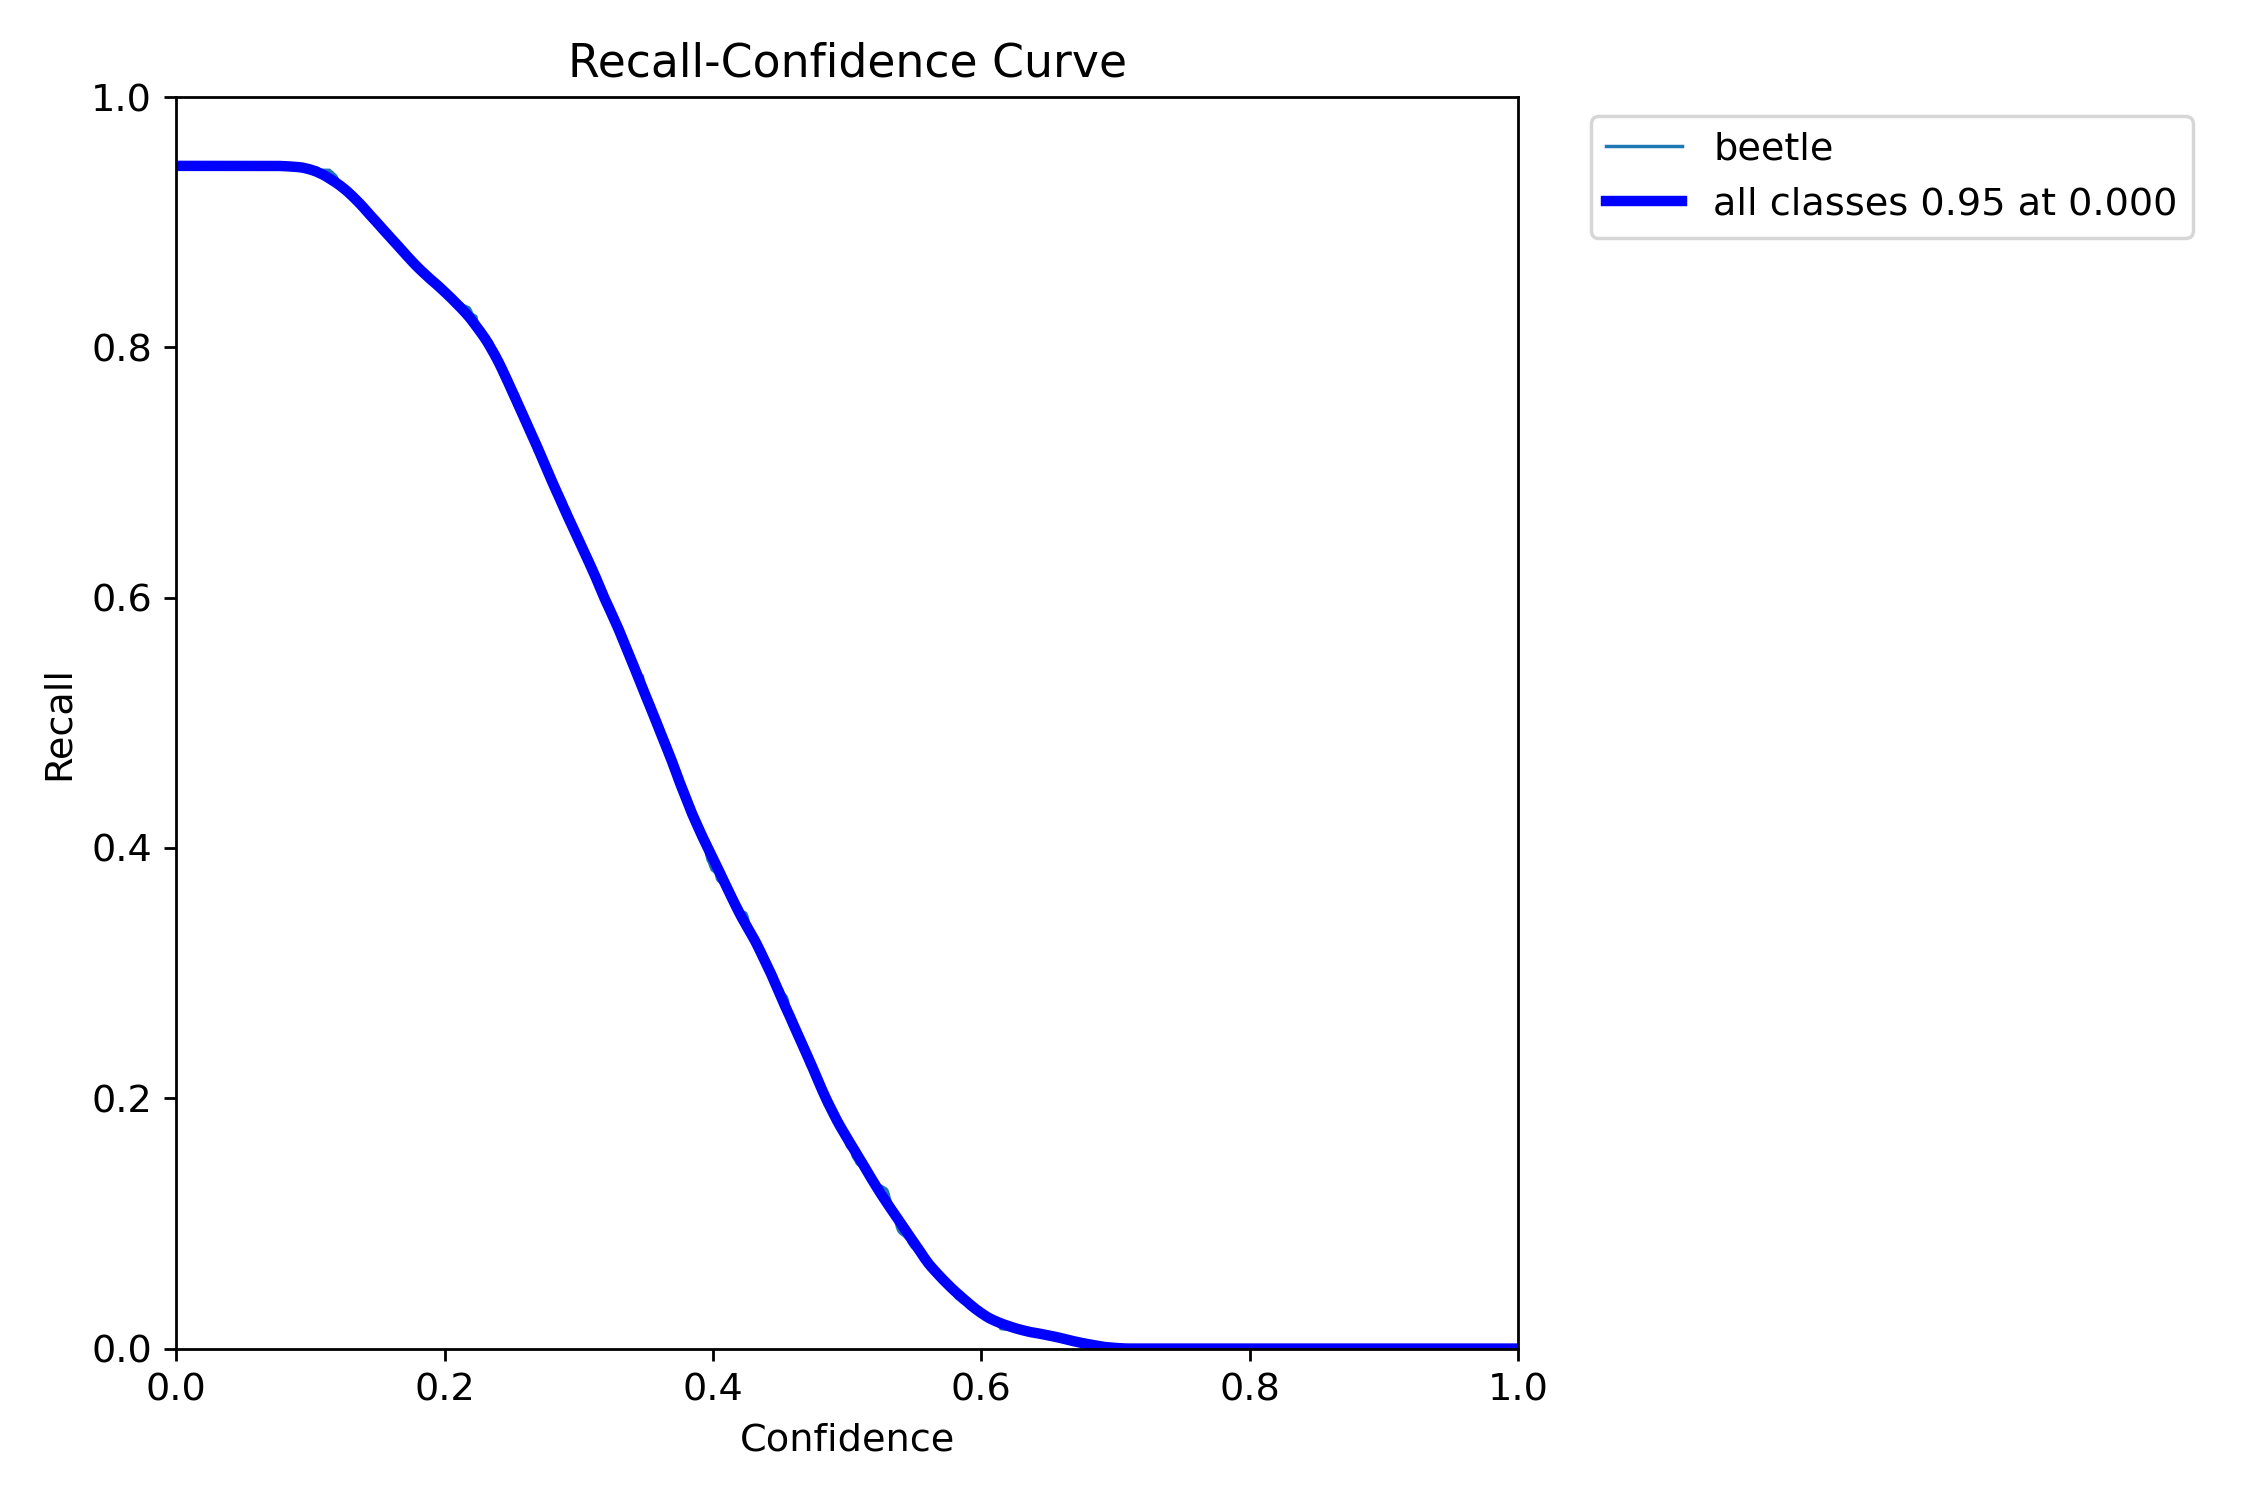 Recall-Confidence Curve
1.0
0.8
0.6
0.4
0.2
0.0
Recall
0.0 0.2 0.4 0.6 0.8 1.0
Confidence
beetle
all classes 0.95 at 0.000